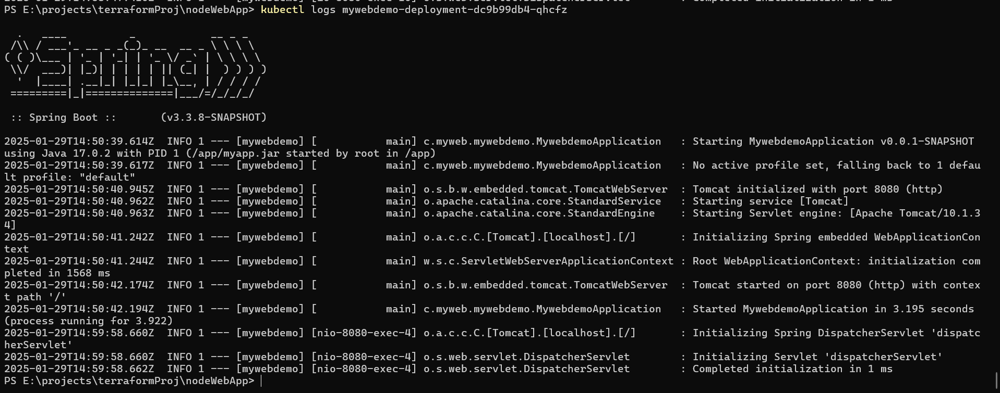 PS E:\projects\terraformProj\nodeWebApp> kubectl logs mywebdemo-deployment-dc9b99db4-qhcfz

  .   ____          _            __ _ _
 /\\ / ___'_ __ _ _(_)_ __  __ _ \ \ \ \
( ( )\___ | '_ | '_| | '_ \/ _` | \ \ \ \
 \\/  ___)| |_)| | | | | || (_| |  ) ) ) )
  '  |____| .__|_| |_|_| |_\__, | / / / /
 =========|_|==============|___/=/_/_/_/

 :: Spring Boot ::       (v3.3.8-SNAPSHOT)

2025-01-29T14:50:39.614Z  INFO 1 --- [mywebdemo] [           main] c.myweb.mywebdemo.MywebdemoApplication   : Starting MywebdemoApplication v0.0.1-SNAPSHOT
using Java 17.0.2 with PID 1 (/app/myapp.jar started by root in /app)
2025-01-29T14:50:39.617Z  INFO 1 --- [mywebdemo] [           main] c.myweb.mywebdemo.MywebdemoApplication   : No active profile set, falling back to 1 defau
lt profile: "default"
2025-01-29T14:50:40.945Z  INFO 1 --- [mywebdemo] [           main] o.s.b.w.embedded.tomcat.TomcatWebServer  : Tomcat initialized with port 8080 (http)
2025-01-29T14:50:40.962Z  INFO 1 --- [mywebdemo] [           main] o.apache.catalina.core.StandardService   : Starting service [Tomcat]
2025-01-29T14:50:40.963Z  INFO 1 --- [mywebdemo] [           main] o.apache.catalina.core.StandardEngine    : Starting Servlet engine: [Apache Tomcat/10.1.3
4]
2025-01-29T14:50:41.242Z  INFO 1 --- [mywebdemo] [           main] o.a.c.c.C.[Tomcat].[localhost].[/]       : Initializing Spring embedded WebApplicationCon
text
2025-01-29T14:50:41.244Z  INFO 1 --- [mywebdemo] [           main] w.s.c.ServletWebServerApplicationContext : Root WebApplicationContext: initialization com
pleted in 1568 ms
2025-01-29T14:50:42.174Z  INFO 1 --- [mywebdemo] [           main] o.s.b.w.embedded.tomcat.TomcatWebServer  : Tomcat started on port 8080 (http) with contex
t path '/'
2025-01-29T14:50:42.194Z  INFO 1 --- [mywebdemo] [           main] c.myweb.mywebdemo.MywebdemoApplication   : Started MywebdemoApplication in 3.195 seconds
(process running for 3.922)
2025-01-29T14:59:58.660Z  INFO 1 --- [mywebdemo] [nio-8080-exec-4] o.a.c.c.C.[Tomcat].[localhost].[/]       : Initializing Spring DispatcherServlet 'dispatc
herServlet'
2025-01-29T14:59:58.660Z  INFO 1 --- [mywebdemo] [nio-8080-exec-4] o.s.web.servlet.DispatcherServlet        : Initializing Servlet 'dispatcherServlet'
2025-01-29T14:59:58.662Z  INFO 1 --- [mywebdemo] [nio-8080-exec-4] o.s.web.servlet.DispatcherServlet        : Completed initialization in 1 ms
PS E:\projects\terraformProj\nodeWebApp>